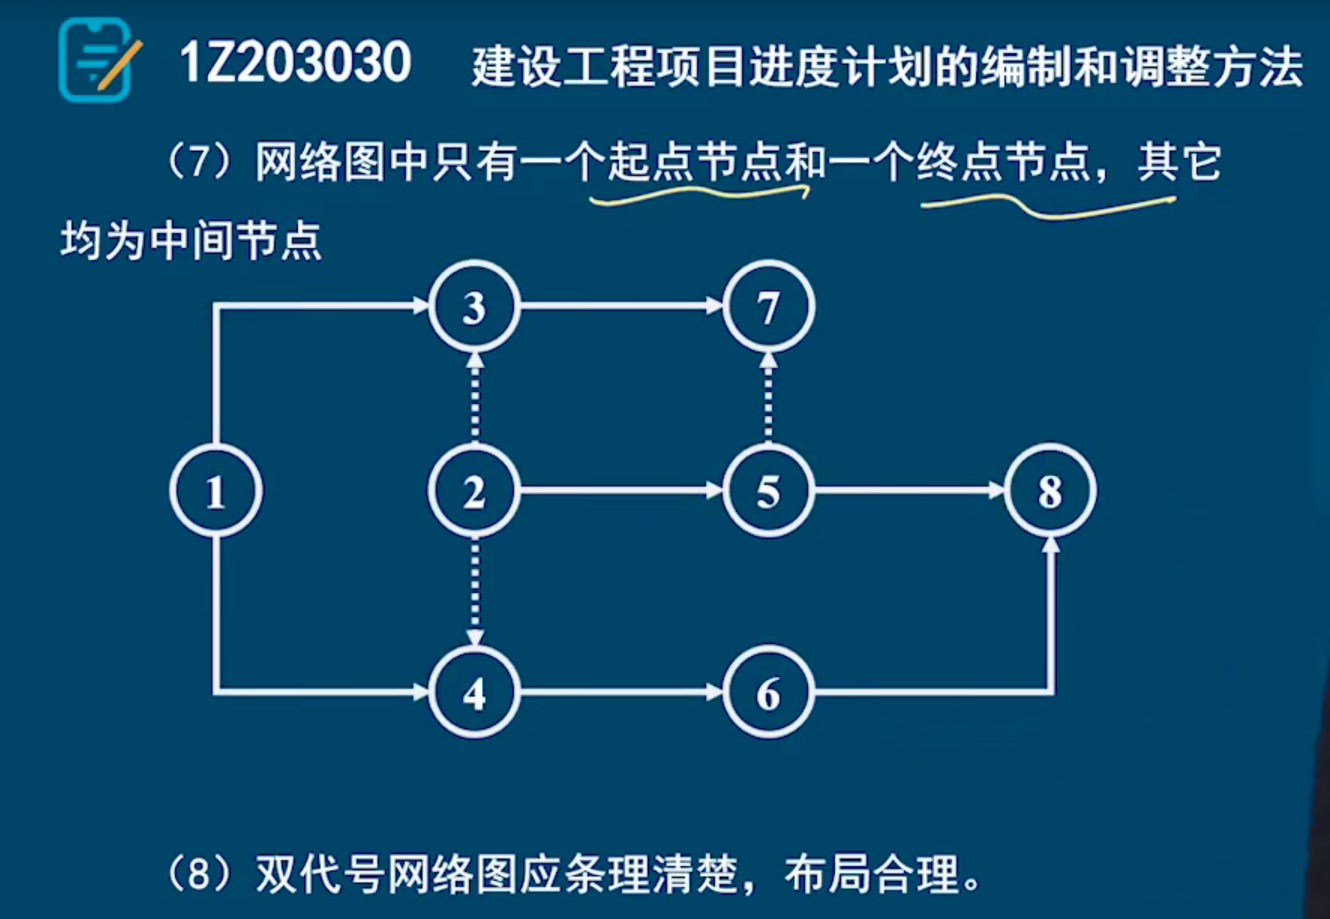 1Z203030 建设工程项目进度计划的编制和调整方法
（7）网络图中只有一个起点节点和一个终点节点，其它
均为中间节点
3 7
1 2 5 8
4 6
（8）双代号网络图应条理清楚，布局合理。